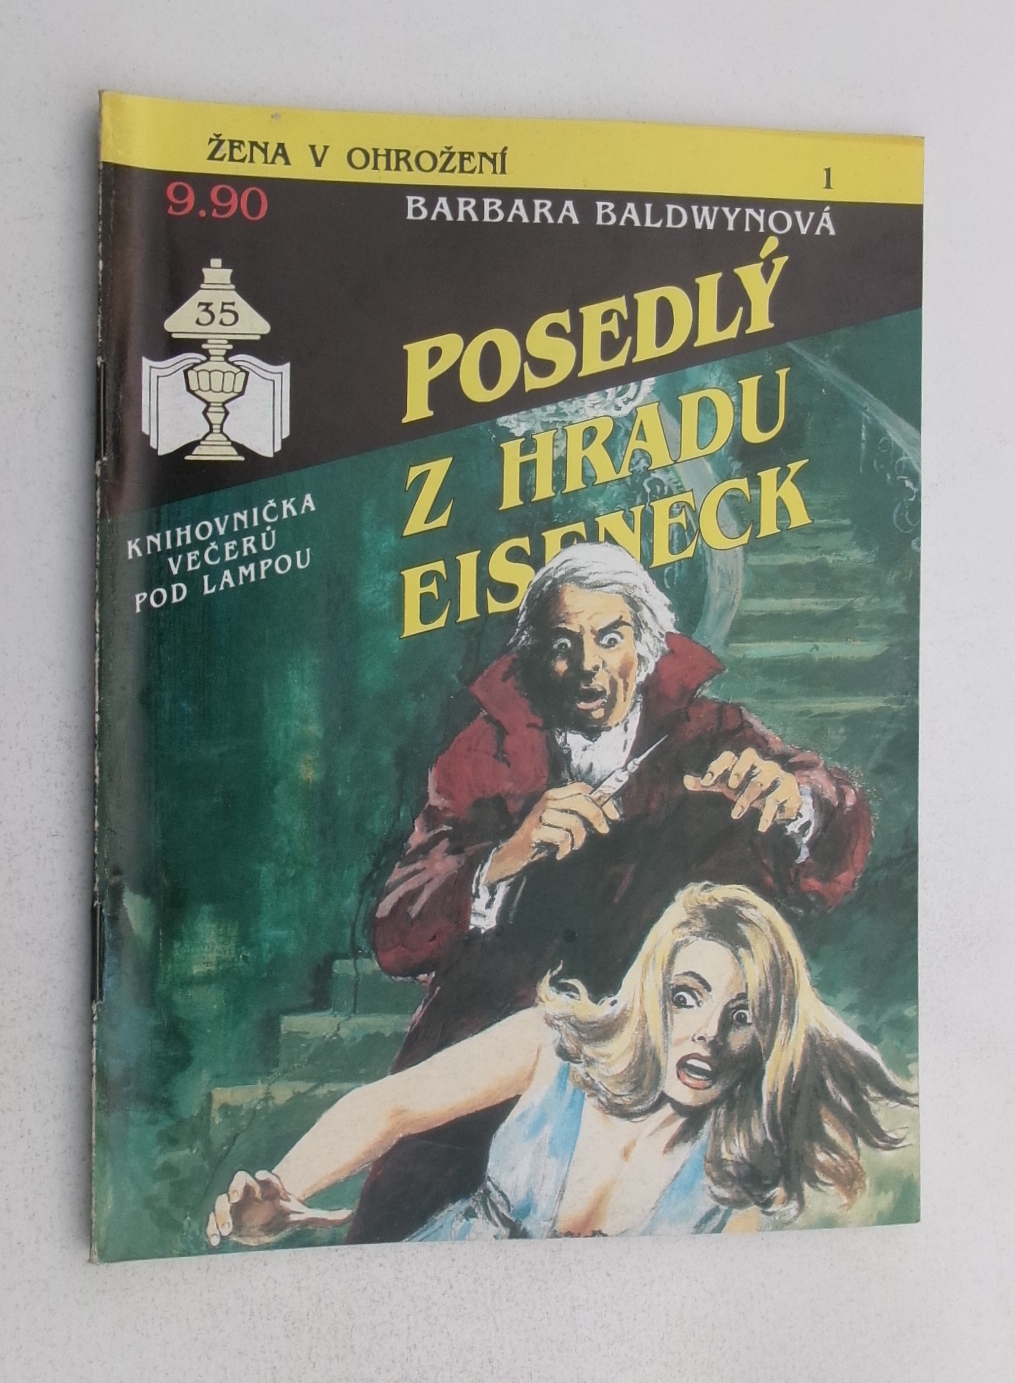 ŽENA V OHROŽENÍ
1
9.90
BARBARA BALDWYNOVÁ
35
POSEDLÝ
Z HRADU
EISENECK
KNIHOVNIČKA
VEČERŮ
POD LAMPOU